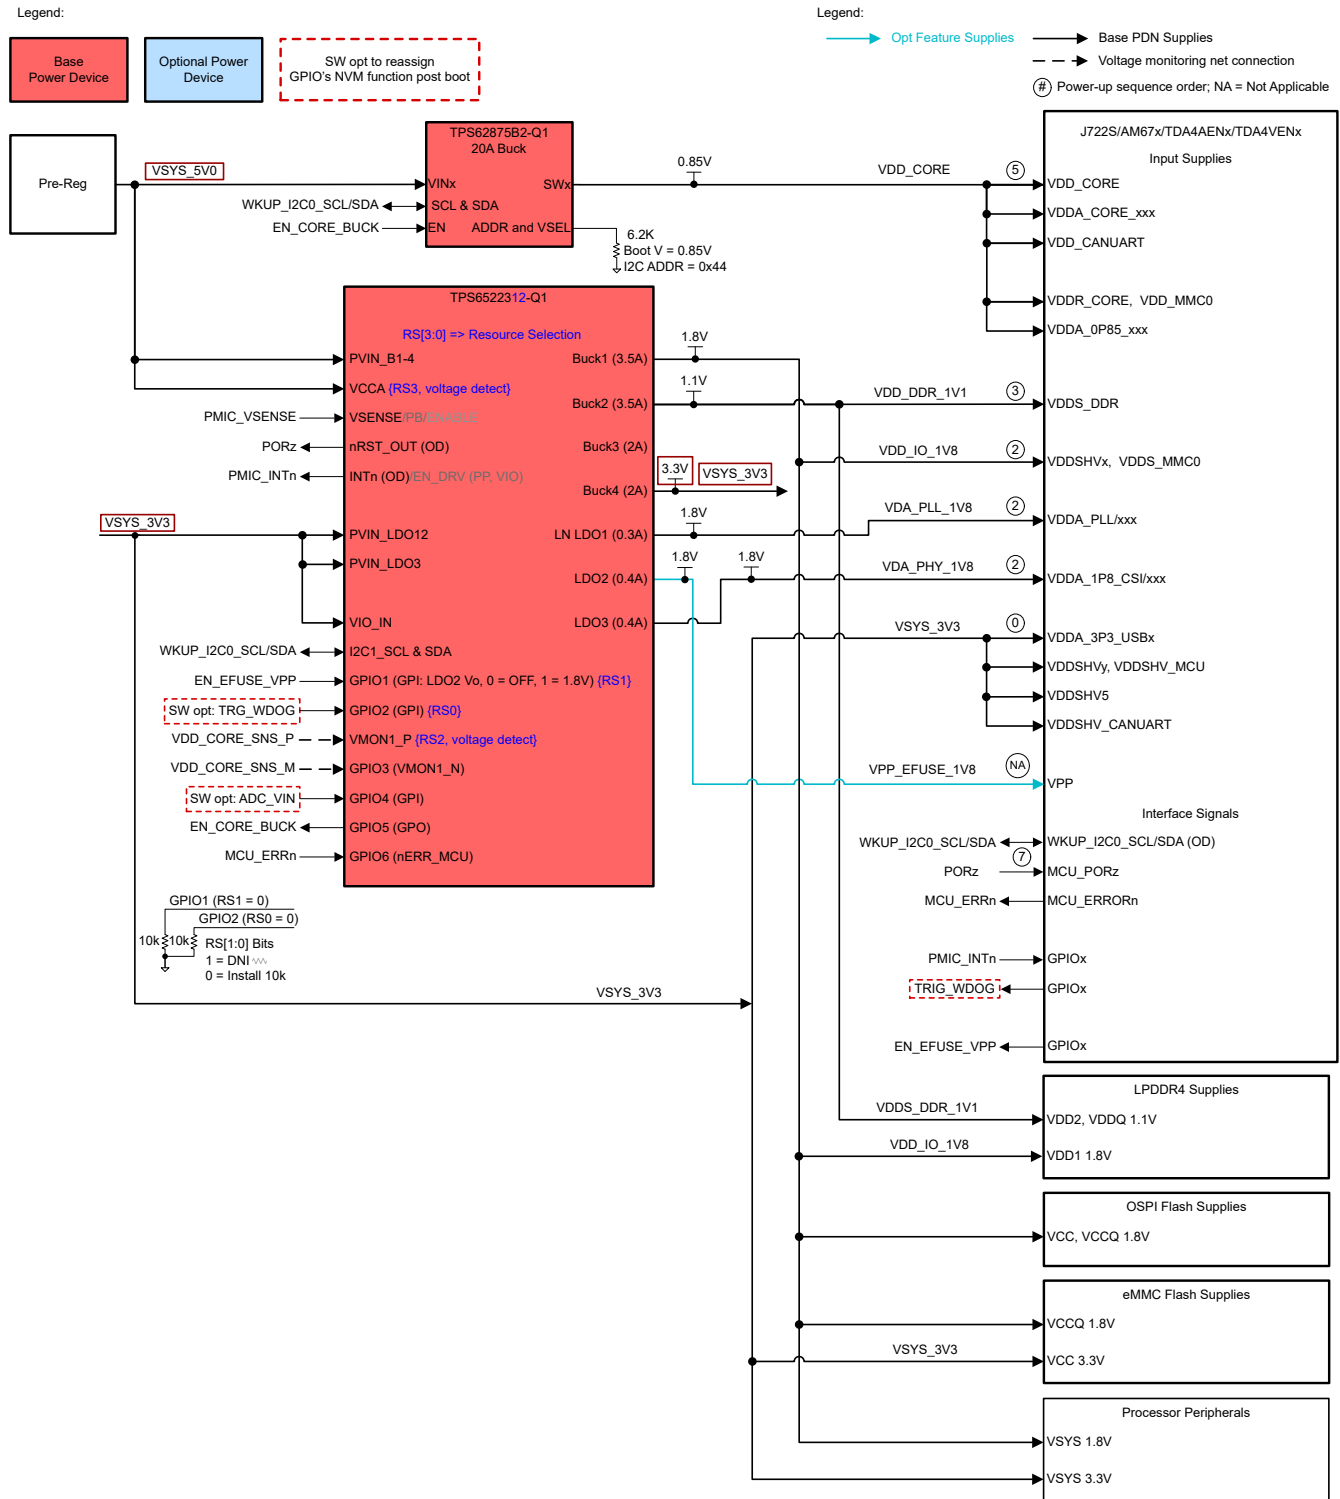 Legend:
Base
Power Device
Optional Power
Device
SW opt to reassign
GPIO's NVM function post boot
Legend:
Opt Feature Supplies
Base PDN Supplies
Voltage monitoring net connection
# Power-up sequence order; NA = Not Applicable
Pre-Reg
VSYS_5V0
TPS62875B2-Q1
20A Buck
VINx
SWx
WKUP_I2C0_SCL/SDA
SCL & SDA
EN_CORE_BUCK
EN
ADDR and VSEL
6.2K
Boot V = 0.85V
I2C ADDR = 0x44
0.85V
VDD_CORE
5
J722S/AM67x/TDA4AENx/TDA4VENx
Input Supplies
VDD_CORE
VDDA_CORE_xxx
VDD_CANUART
VDDR_CORE, VDD_MMC0
VDDA_0P85_xxx
TPS6522312-Q1
RS[3:0] => Resource Selection
PVIN_B1-4
Buck1 (3.5A)
1.8V
VCCA {RS3, voltage detect}
Buck2 (3.5A)
1.1V
VDD_DDR_1V1
3
VDDS_DDR
PMIC_VSENSE
VSENSE/PB/ENABLE
PORz
nRST_OUT (OD)
Buck3 (2A)
VDD_IO_1V8
2
VDDSHVx, VDDS_MMC0
PMIC_INTn
INTn (OD)/EN_DRV (PP, VIO)
Buck4 (2A)
3.3V
VSYS_3V3
VSYS_3V3
PVIN_LDO12
LN LDO1 (0.3A)
1.8V
VDA_PLL_1V8
2
VDDA_PLL/xxx
PVIN_LDO3
LDO2 (0.4A)
1.8V
1.8V
VDA_PHY_1V8
2
VDDA_1P8_CSI/xxx
VIO_IN
LDO3 (0.4A)
VSYS_3V3
0
VDDA_3P3_USBx
VDDSHVy, VDDSHV_MCU
VDDSHV5
VDDSHV_CANUART
WKUP_I2C0_SCL/SDA
I2C1_SCL & SDA
EN_EFUSE_VPP
GPIO1 (GPI: LDO2 Vo, 0 = OFF, 1 = 1.8V) {RS1}
SW opt: TRG_WDOG
GPIO2 (GPI) {RS0}
VDD_CORE_SNS_P
VMON1_P {RS2, voltage detect}
VDD_CORE_SNS_M
GPIO3 (VMON1_N)
VPP_EFUSE_1V8
NA
VPP
SW opt: ADC_VIN
GPIO4 (GPI)
EN_CORE_BUCK
GPIO5 (GPO)
MCU_ERRn
GPIO6 (nERR_MCU)
Interface Signals
WKUP_I2C0_SCL/SDA
WKUP_I2C0_SCL/SDA (OD)
PORz
7
MCU_PORz
MCU_ERRn
MCU_ERRORn
PMIC_INTn
GPIOx
TRIG_WDOG
GPIOx
EN_EFUSE_VPP
GPIOx
GPIO1 (RS1 = 0)
GPIO2 (RS0 = 0)
10k
10k
RS[1:0] Bits
1 = DNI
0 = Install 10k
VSYS_3V3
LPDDR4 Supplies
VDDS_DDR_1V1
VDD2, VDDQ 1.1V
VDD_IO_1V8
VDD1 1.8V
OSPI Flash Supplies
VCC, VCCQ 1.8V
eMMC Flash Supplies
VCCQ 1.8V
VSYS_3V3
VCC 3.3V
Processor Peripherals
VSYS 1.8V
VSYS 3.3V